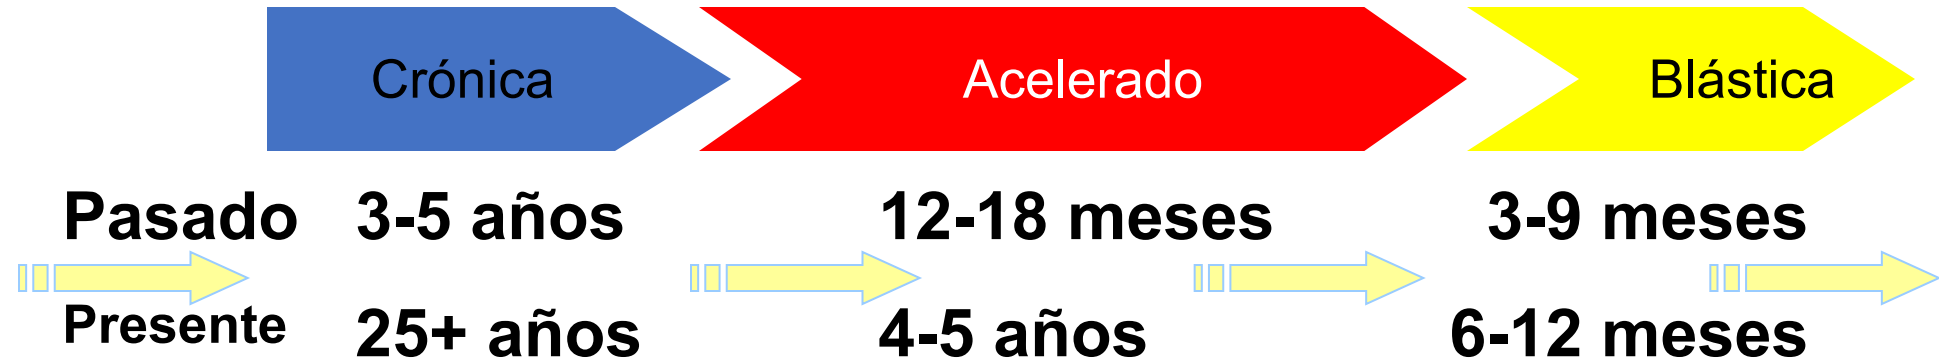 Crónica Acelerado Blástica
Pasado 3-5 años 12-18 meses 3-9 meses
Presente 25+ años 4-5 años 6-12 meses